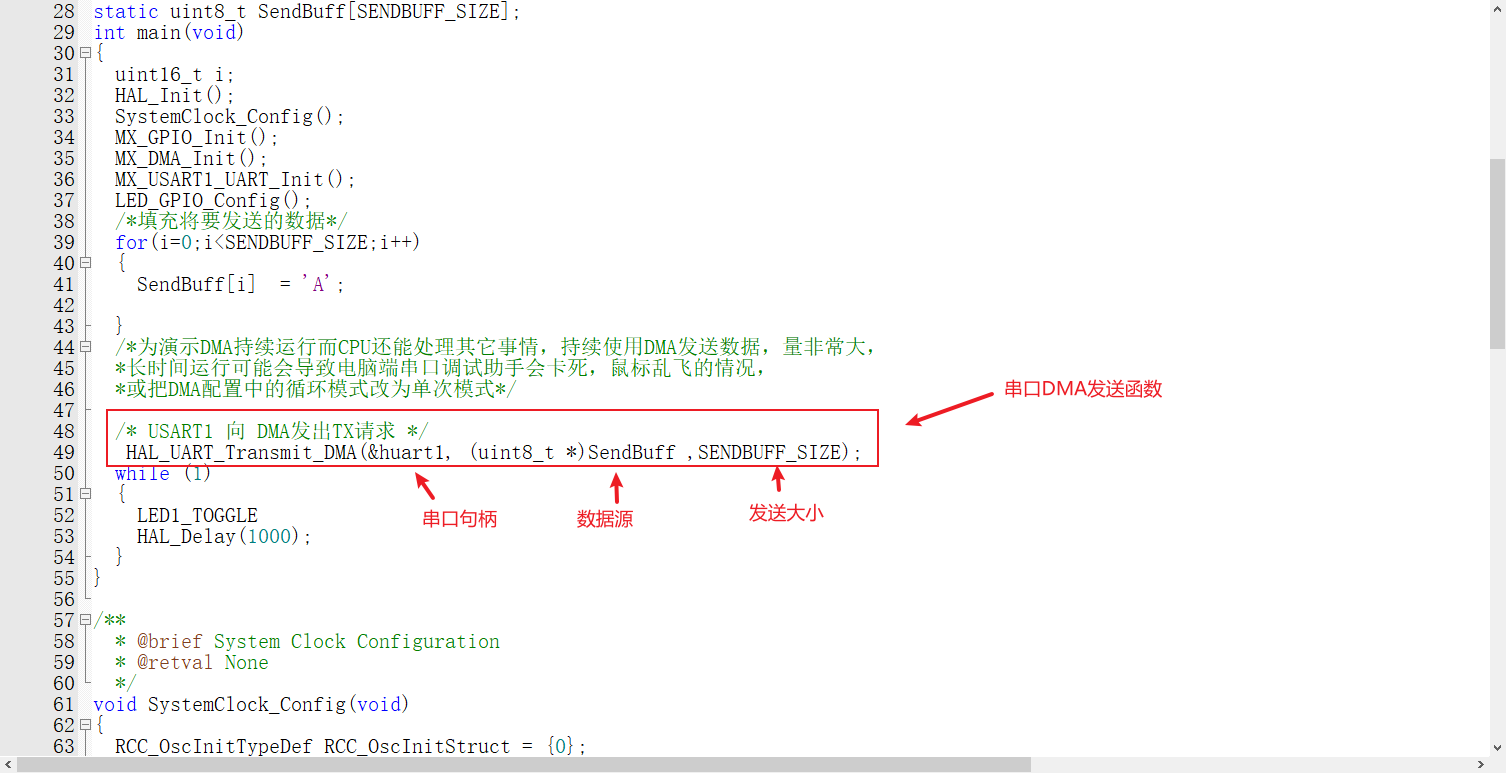 28 static uint8_t SendBuff[SENDBUFF_SIZE];
29 int main(void)
30 {
31 uint16_t i;
32 HAL_Init();
33 SystemClock_Config();
34 MX_GPIO_Init();
35 MX_DMA_Init();
36 MX_USART1_UART_Init();
37 LED_GPIO_Config();
38 /*填充将要发送的数据*/
39 for(i=0;i<SENDBUFF_SIZE;i++)
40 {
41 SendBuff[i]  = 'A';
42
43 }
44 /*为演示DMA持续运行而CPU还能处理其它事情，持续使用DMA发送数据，量非常大，
45 *长时间运行可能会导致电脑端串口调试助手会卡死，鼠标乱飞的情况，
46 *或把DMA配置中的循环模式改为单次模式*/
串口DMA发送函数
47
48 /* USART1 向 DMA发出TX请求 */
49 HAL_UART_Transmit_DMA(&huart1, (uint8_t *)SendBuff ,SENDBUFF_SIZE);
50 while (1)
51 {
52 LED1_TOGGLE
串口句柄 数据源 发送大小
53 HAL_Delay(1000);
54 }
55 }
56
57 /**
58 * @brief System Clock Configuration
59 * @retval None
60 */
61 void SystemClock_Config(void)
62 {
63 RCC_OscInitTypeDef RCC_OscInitStruct = {0};